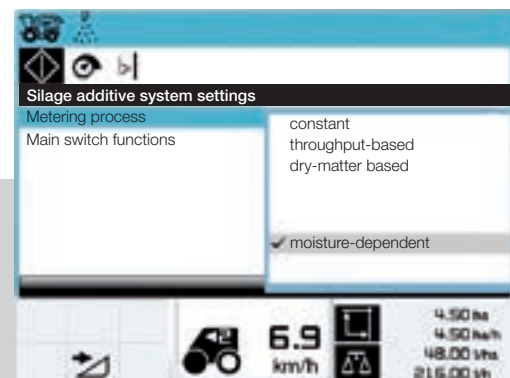 Silage additive system settings
Metering process
Main switch functions
constant
throughput-based
dry-matter based
moisture-dependent
6.9
km/h
4.50 ha
4.50 ha/h
48.00 t/ha
216.00 t/h